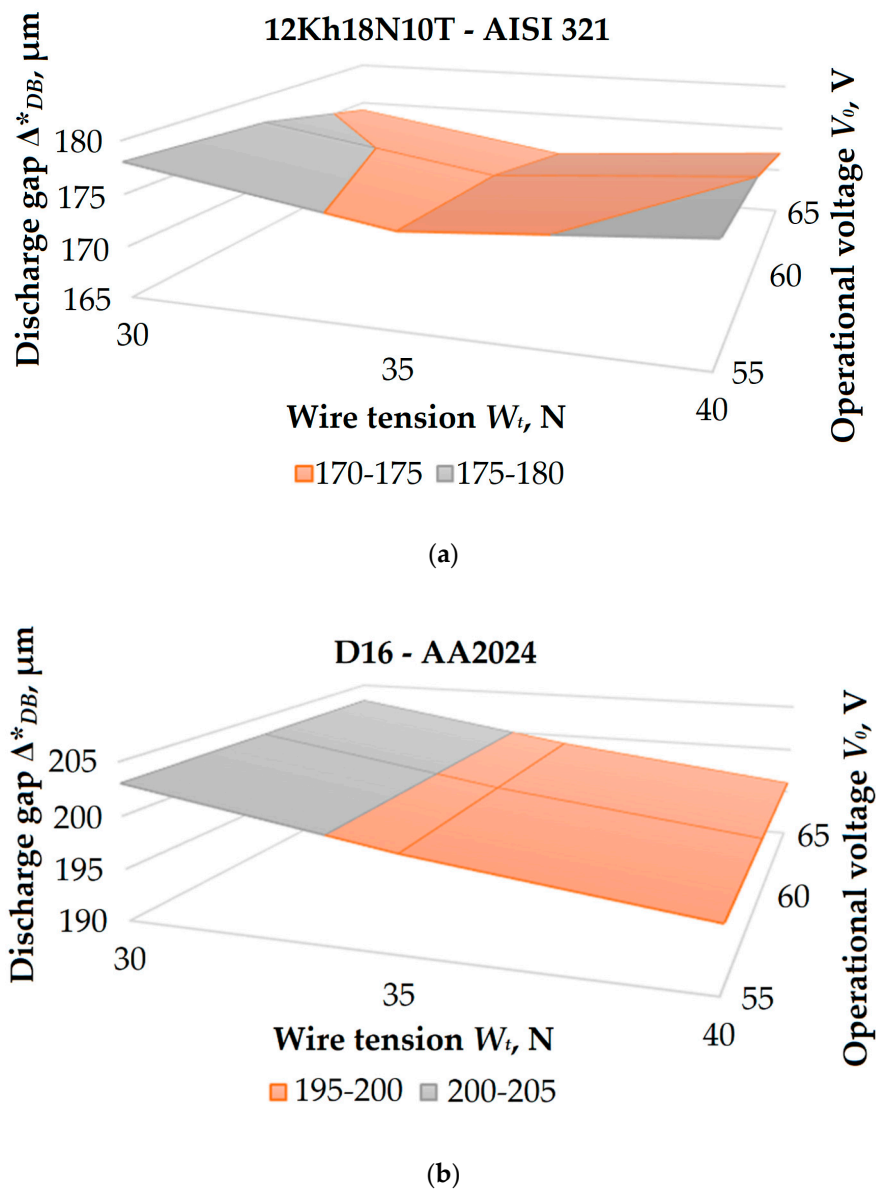 12Kh18N10T - AISI 321
Discharge gap Δ*DB, μm
180
175
170
165
30
35
40
55
60
65
Operational voltage V0, V
Wire tension Wt, N
170-175 175-180
(a)
D16 - AA2024
Discharge gap Δ*DB, μm
205
200
195
190
30
35
40
55
60
65
Operational voltage V0, V
Wire tension Wt, N
195-200 200-205
(b)